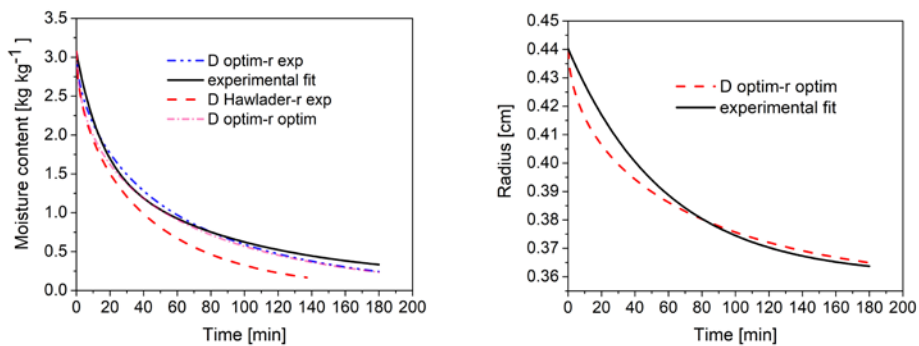 3.5
3.0
2.5
2.0
1.5
1.0
0.5
0.0
Moisture content [kg kg⁻¹]
D optim-r exp
experimental fit
D Hawlader-r exp
D optim-r optim
0 20 40 60 80 100 120 140 160 180 200
Time [min]
0.45
0.44
0.43
0.42
0.41
0.40
0.39
0.38
0.37
0.36
Radius [cm]
D optim-r optim
experimental fit
0 20 40 60 80 100 120 140 160 180 200
Time [min]